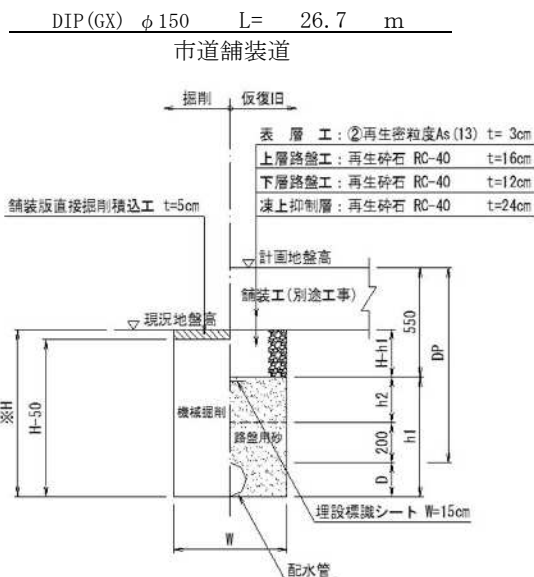 DIP(GX) φ150 L= 26.7 m
市道舗装道
掘削 仮復旧
表層工：②再生密粒度As(13) t= 3cm
上層路盤工：再生砕石 RC-40 t=16cm
下層路盤工：再生砕石 RC-40 t=12cm
凍上抑制層：再生砕石 RC-40 t=24cm
舗装版直接掘削積込工 t=5cm
計画地盤高
舗装工(別途工事)
現況地盤高
550
DP
H-h1
※H
H-50
機械掘削
路盤用砂
h2
h1
200
D
埋設標識シート W=15cm
W
配水管